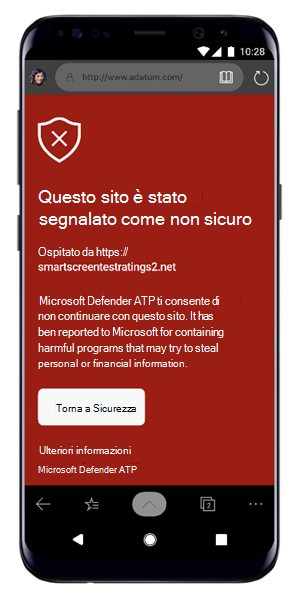 10:28
http://www.adatum.com/
Questo sito è stato
segnalato come non sicuro
Ospitato da https://
smartscreentestratings2.net
Microsoft Defender ATP ti consente di
non continuare con questo sito. It has
ben reported to Microsoft for containing
harmful programs that may try to steal
personal or financial information.
Torna a Sicurezza
Ulteriori informazioni
Microsoft Defender ATP
2